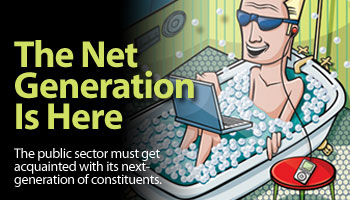 The Net
Generation
Is Here
The public sector must get
acquainted with its next-
generation of constituents.